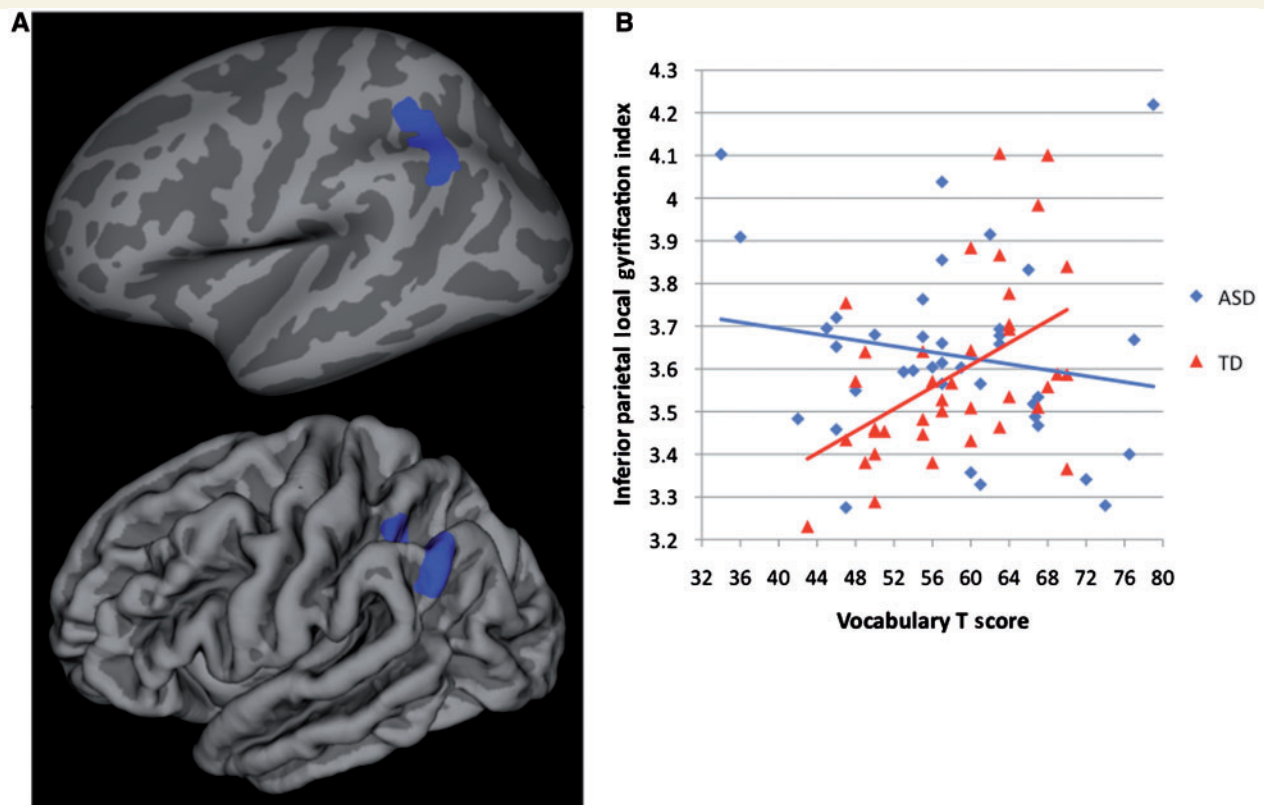 A
B
4.3
4.2
4.1
4
3.9
3.8
3.7
3.6
3.5
3.4
3.3
3.2
Inferior parietal local gyrification index
32 36 40 44 48 52 56 60 64 68 72 76 80
Vocabulary T score
ASD
TD